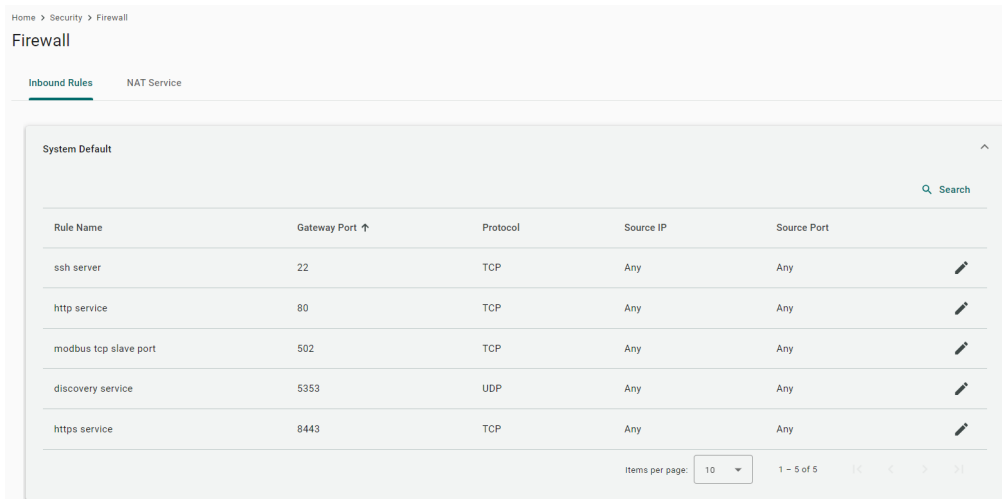 Home > Security > Firewall
Firewall
Inbound Rules NAT Service
System Default
Search
Rule Name Gateway Port ↑ Protocol Source IP Source Port
ssh server 22 TCP Any Any
http service 80 TCP Any Any
modbus tcp slave port 502 TCP Any Any
discovery service 5353 UDP Any Any
https service 8443 TCP Any Any
Items per page: 10 1 – 5 of 5